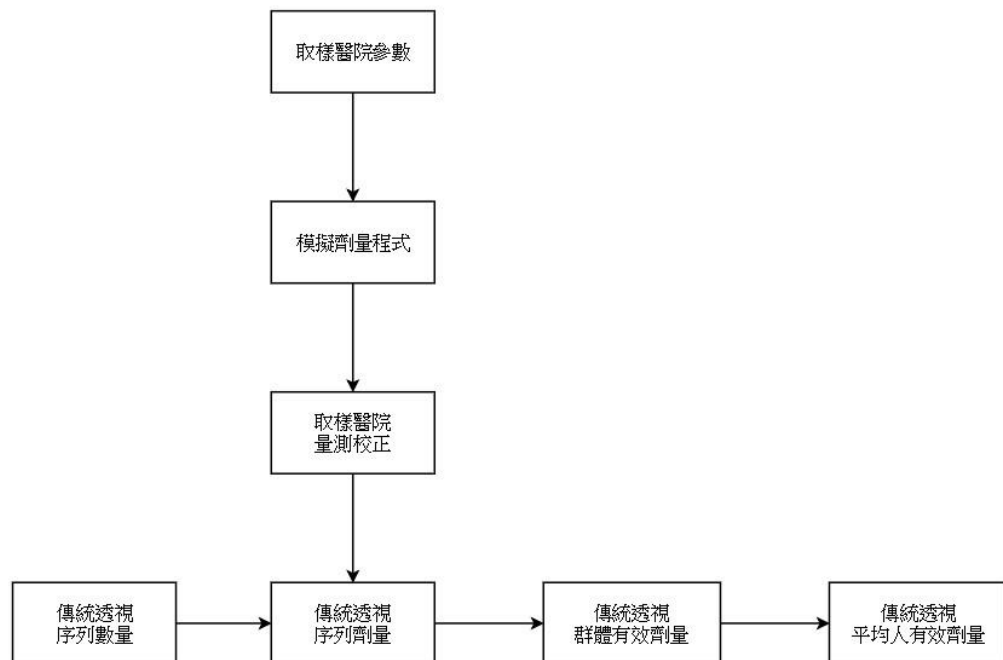 取樣醫院參數
模擬劑量程式
取樣醫院
量測校正
傳統透視
序列數量
傳統透視
序列劑量
傳統透視
群體有效劑量
傳統透視
平均人有效劑量